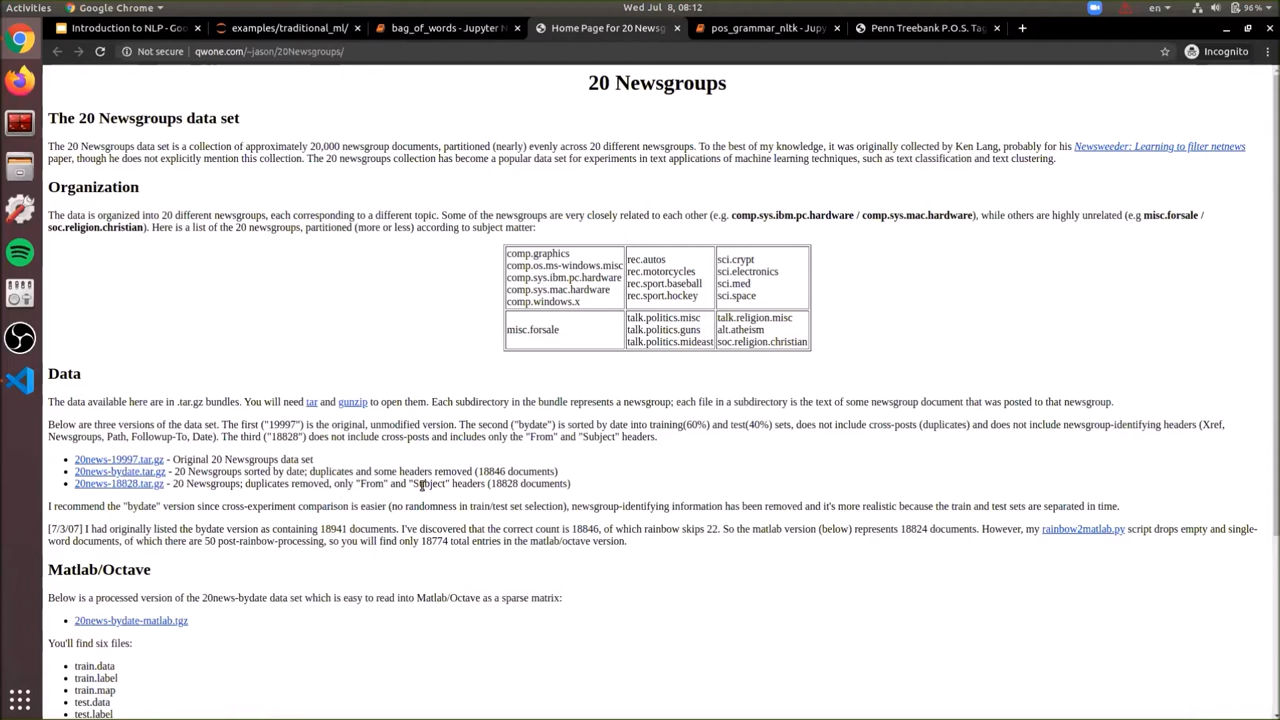 Activities Google Chrome Wed Jul 8, 08:12 en 96 %
Introduction to NLP - G examples/traditional_ml/ bag_of_words - Jupyter N Home Page for 20 Newsg pos_grammar_nltk - Jupy Penn Treebank P.O.S. Tag
Not secure qwone.com/~jason/20Newsgroups/ Incognito
20 Newsgroups
The 20 Newsgroups data set
The 20 Newsgroups data set is a collection of approximately 20,000 newsgroup documents, partitioned (nearly) evenly across 20 different newsgroups. To the best of my knowledge, it was originally collected by Ken Lang, probably for his Newsweeder: Learning to filter netnews
paper, though he does not explicitly mention this collection. The 20 newsgroups collection has become a popular data set for experiments in text applications of machine learning techniques, such as text classification and text clustering.
Organization
The data is organized into 20 different newsgroups, each corresponding to a different topic. Some of the newsgroups are very closely related to each other (e.g. comp.sys.ibm.pc.hardware / comp.sys.mac.hardware), while others are highly unrelated (e.g misc.forsale /
soc.religion.christian). Here is a list of the 20 newsgroups, partitioned (more or less) according to subject matter:
comp.graphics
comp.os.ms-windows.misc
comp.sys.ibm.pc.hardware
comp.sys.mac.hardware
comp.windows.x
rec.autos
rec.motorcycles
rec.sport.baseball
rec.sport.hockey
sci.crypt
sci.electronics
sci.med
sci.space
misc.forsale
talk.politics.misc
talk.politics.guns
talk.politics.mideast
talk.religion.misc
alt.atheism
soc.religion.christian
Data
The data available here are in .tar.gz bundles. You will need tar and gunzip to open them. Each subdirectory in the bundle represents a newsgroup; each file in a subdirectory is the text of some newsgroup document that was posted to that newsgroup.
Below are three versions of the data set. The first ("19997") is the original, unmodified version. The second ("bydate") is sorted by date into training(60%) and test(40%) sets, does not include cross-posts (duplicates) and does not include newsgroup-identifying headers (Xref,
Newsgroups, Path, Followup-To, Date). The third ("18828") does not include cross-posts and includes only the "From" and "Subject" headers.
20news-19997.tar.gz - Original 20 Newsgroups data set
20news-bydate.tar.gz - 20 Newsgroups sorted by date; duplicates and some headers removed (18846 documents)
20news-18828.tar.gz - 20 Newsgroups; duplicates removed, only "From" and "Subject" headers (18828 documents)
I recommend the "bydate" version since cross-experiment comparison is easier (no randomness in train/test set selection), newsgroup-identifying information has been removed and it's more realistic because the train and test sets are separated in time.
[7/3/07] I had originally listed the bydate version as containing 18941 documents. I've discovered that the correct count is 18846, of which rainbow skips 22. So the matlab version (below) represents 18824 documents. However, my rainbow2matlab.py script drops empty and single-
word documents, of which there are 50 post-rainbow-processing, so you will find only 18774 total entries in the matlab/octave version.
Matlab/Octave
Below is a processed version of the 20news-bydate data set which is easy to read into Matlab/Octave as a sparse matrix:
20news-bydate-matlab.tgz
You'll find six files:
train.data
train.label
train.map
test.data
test.label